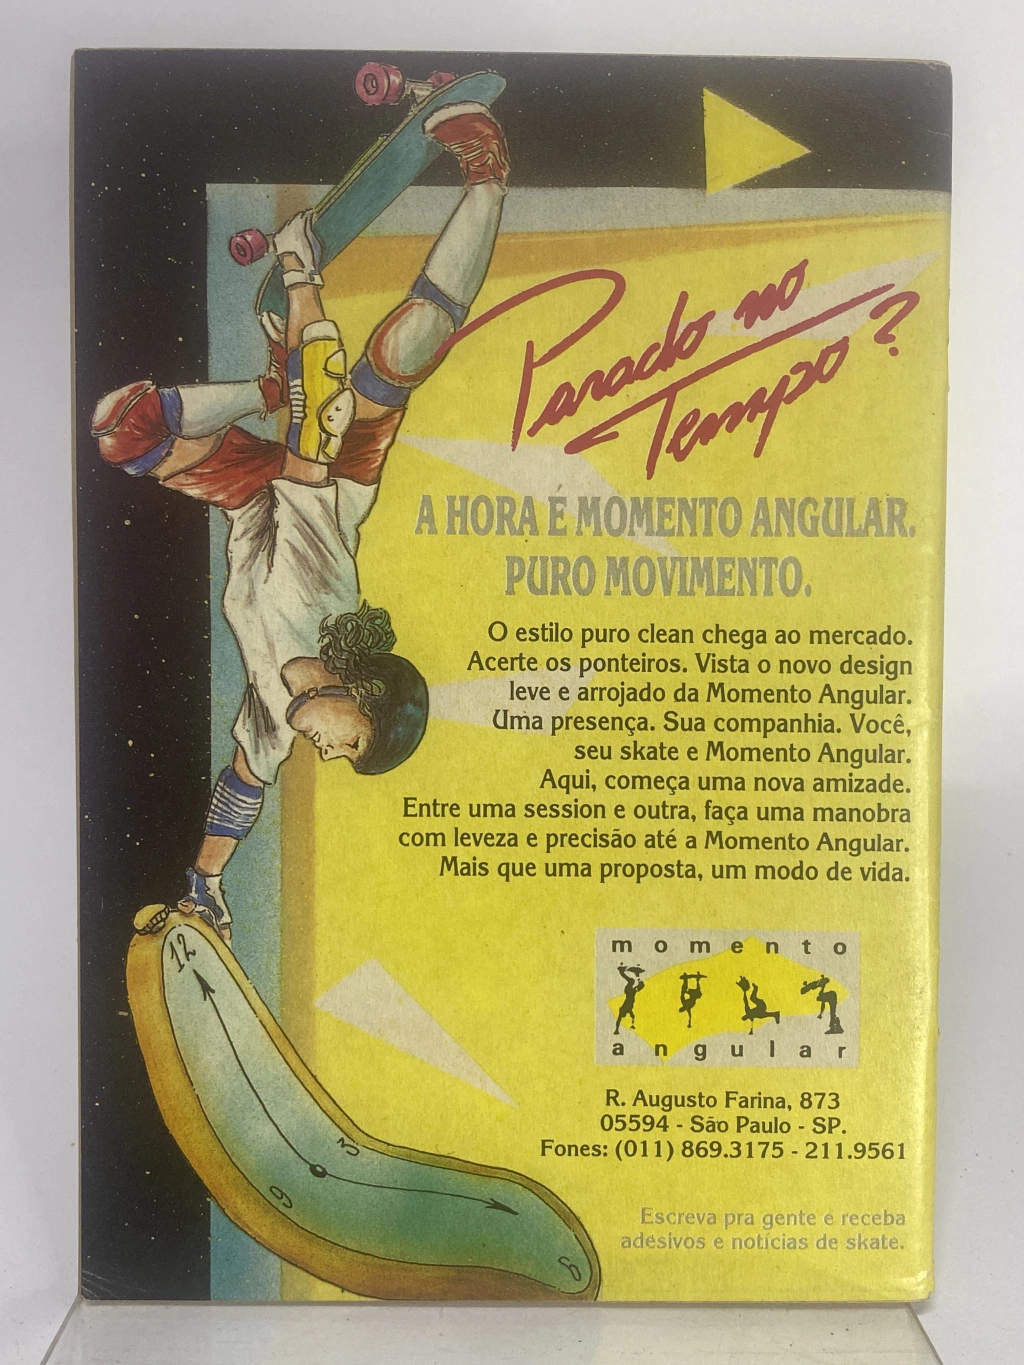 Parado no
Tempo?
A HORA É MOMENTO ANGULAR.
PURO MOVIMENTO.
O estilo puro clean chega ao mercado.
Acerte os ponteiros. Vista o novo design
leve e arrojado da Momento Angular.
Uma presença. Sua companhia. Você,
seu skate e Momento Angular.
Aqui, começa uma nova amizade.
Entre uma session e outra, faça uma manobra
com leveza e precisão até a Momento Angular.
Mais que uma proposta, um modo de vida.
12
3
9
6
momento
angular
R. Augusto Farina, 873
05594 - São Paulo - SP.
Fones: (011) 869.3175 - 211.9561
Escreva pra gente e receba
adesivos e notícias de skate.